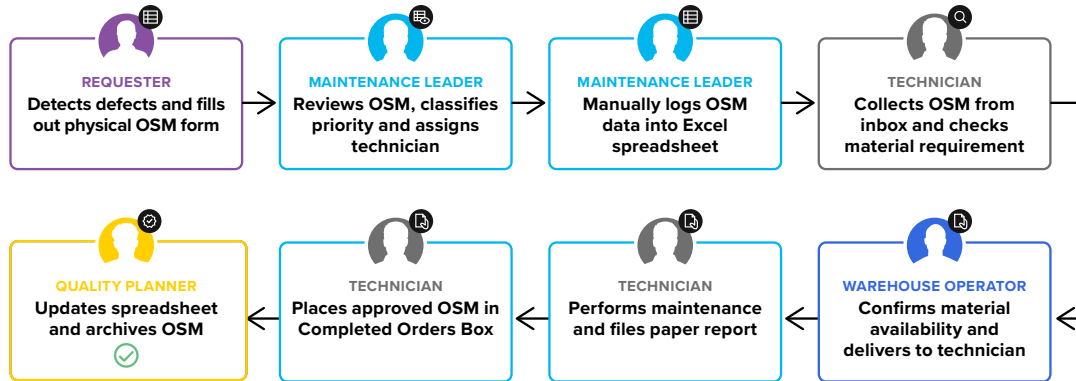 REQUESTER
Detects defects and fills
out physical OSM form
MAINTENANCE LEADER
Reviews OSM, classifies
priority and assigns
technician
MAINTENANCE LEADER
Manually logs OSM
data into Excel
spreadsheet
TECHNICIAN
Collects OSM from
inbox and checks
material requirement
QUALITY PLANNER
Updates spreadsheet
and archives OSM
TECHNICIAN
Places approved OSM in
Completed Orders Box
TECHNICIAN
Performs maintenance
and files paper report
WAREHOUSE OPERATOR
Confirms material
availability and
delivers to technician